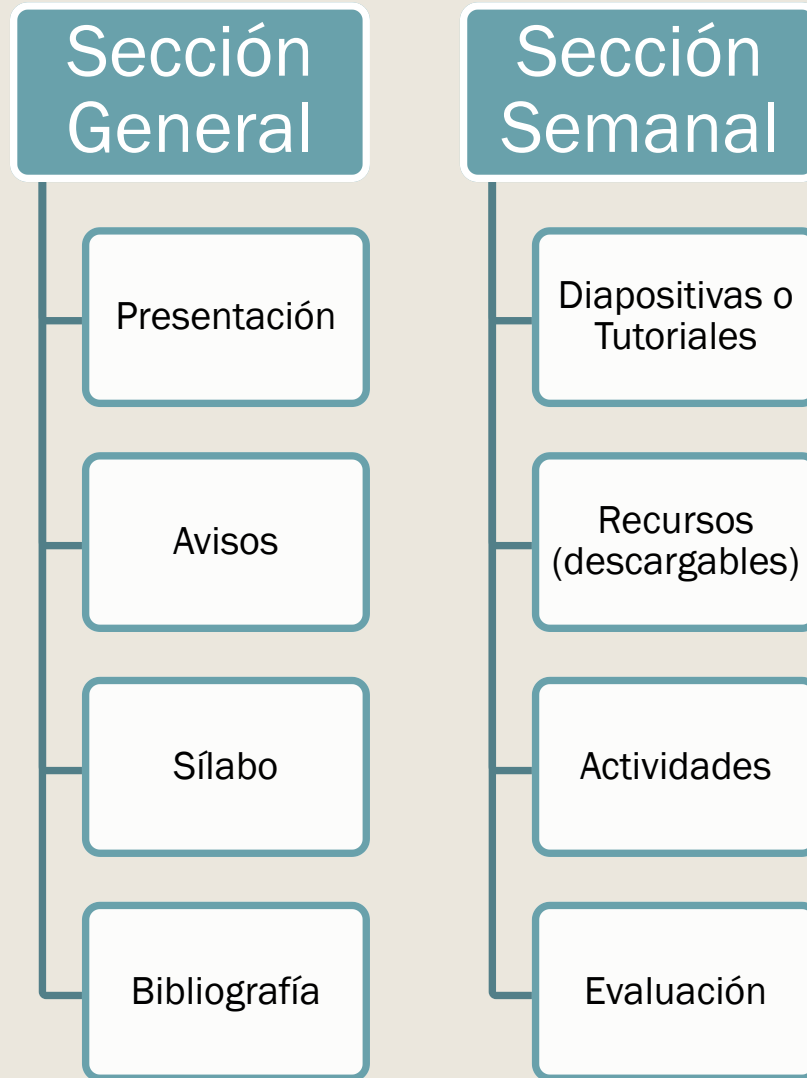 Sección
General
Presentación
Avisos
Sílabo
Bibliografía
Sección
Semanal
Diapositivas o
Tutoriales
Recursos
(descargables)
Actividades
Evaluación